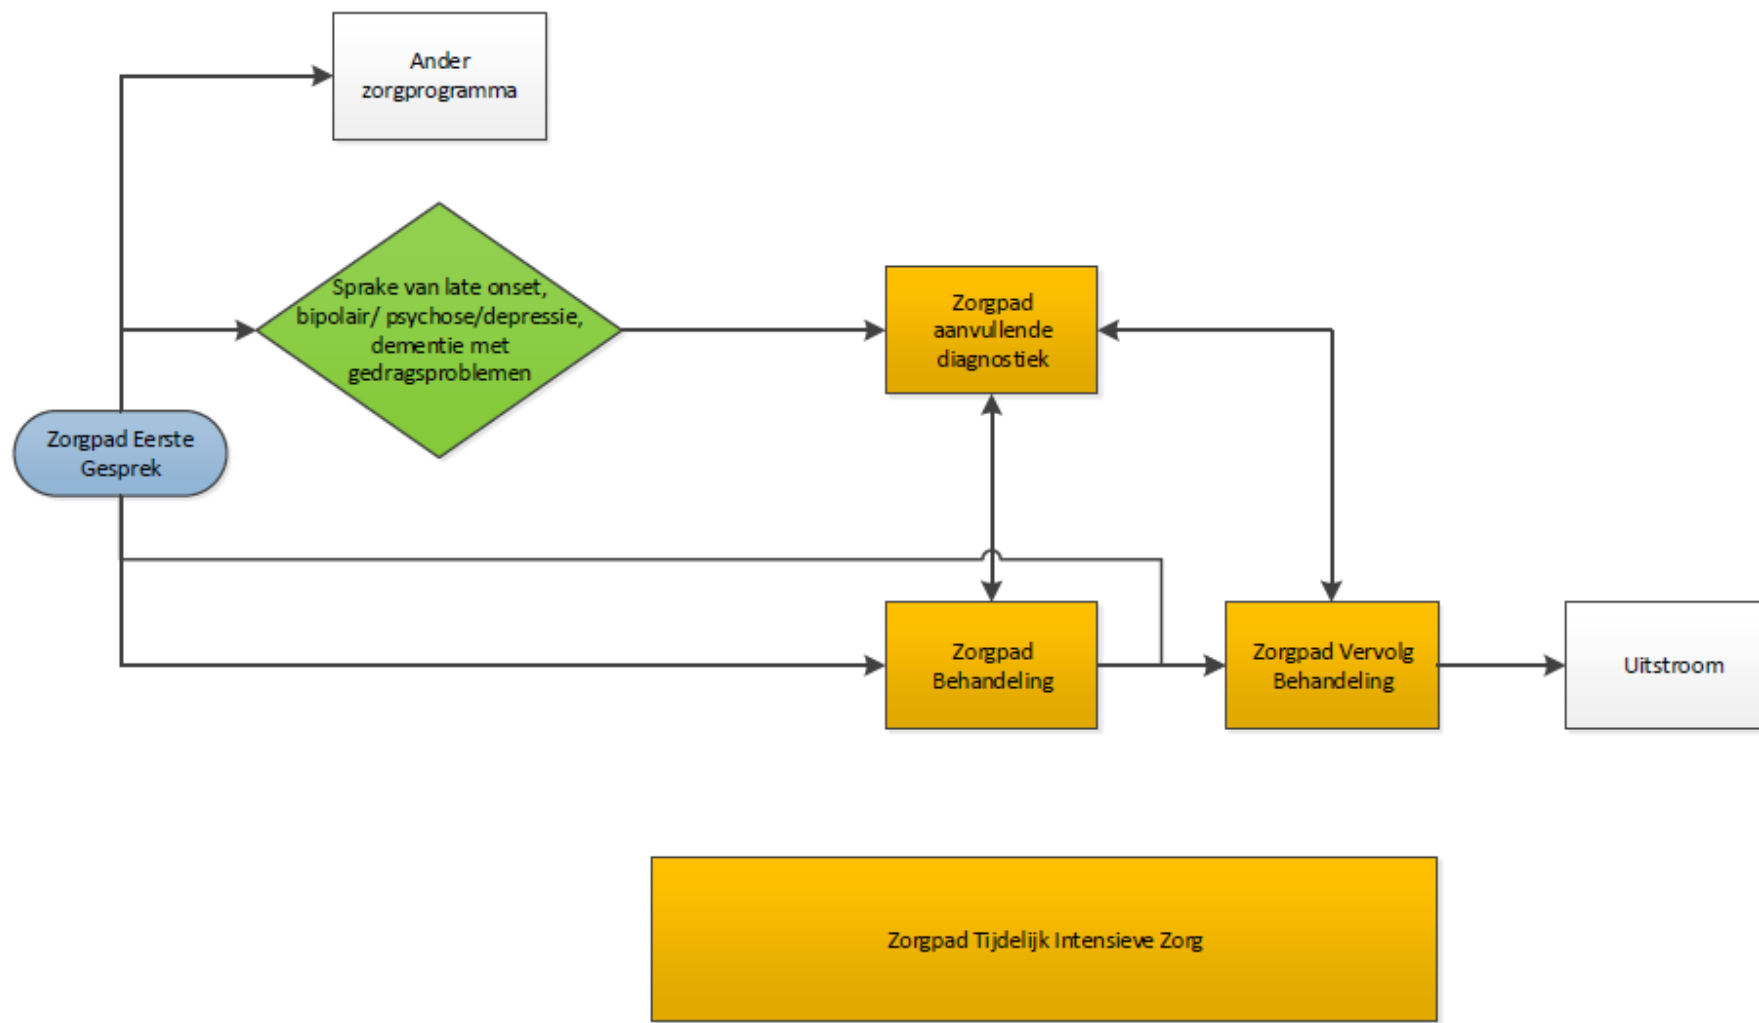 Ander
zorgprogramma
Sprake van late onset,
bipolair/ psychose/depressie,
dementie met
gedragsproblemen
Zorgpad
aanvullende
diagnostiek
Zorgpad Eerste
Gesprek
Zorgpad
Behandeling
Zorgpad Vervolg
Behandeling
Uitstroom
Zorgpad Tijdelijk Intensieve Zorg